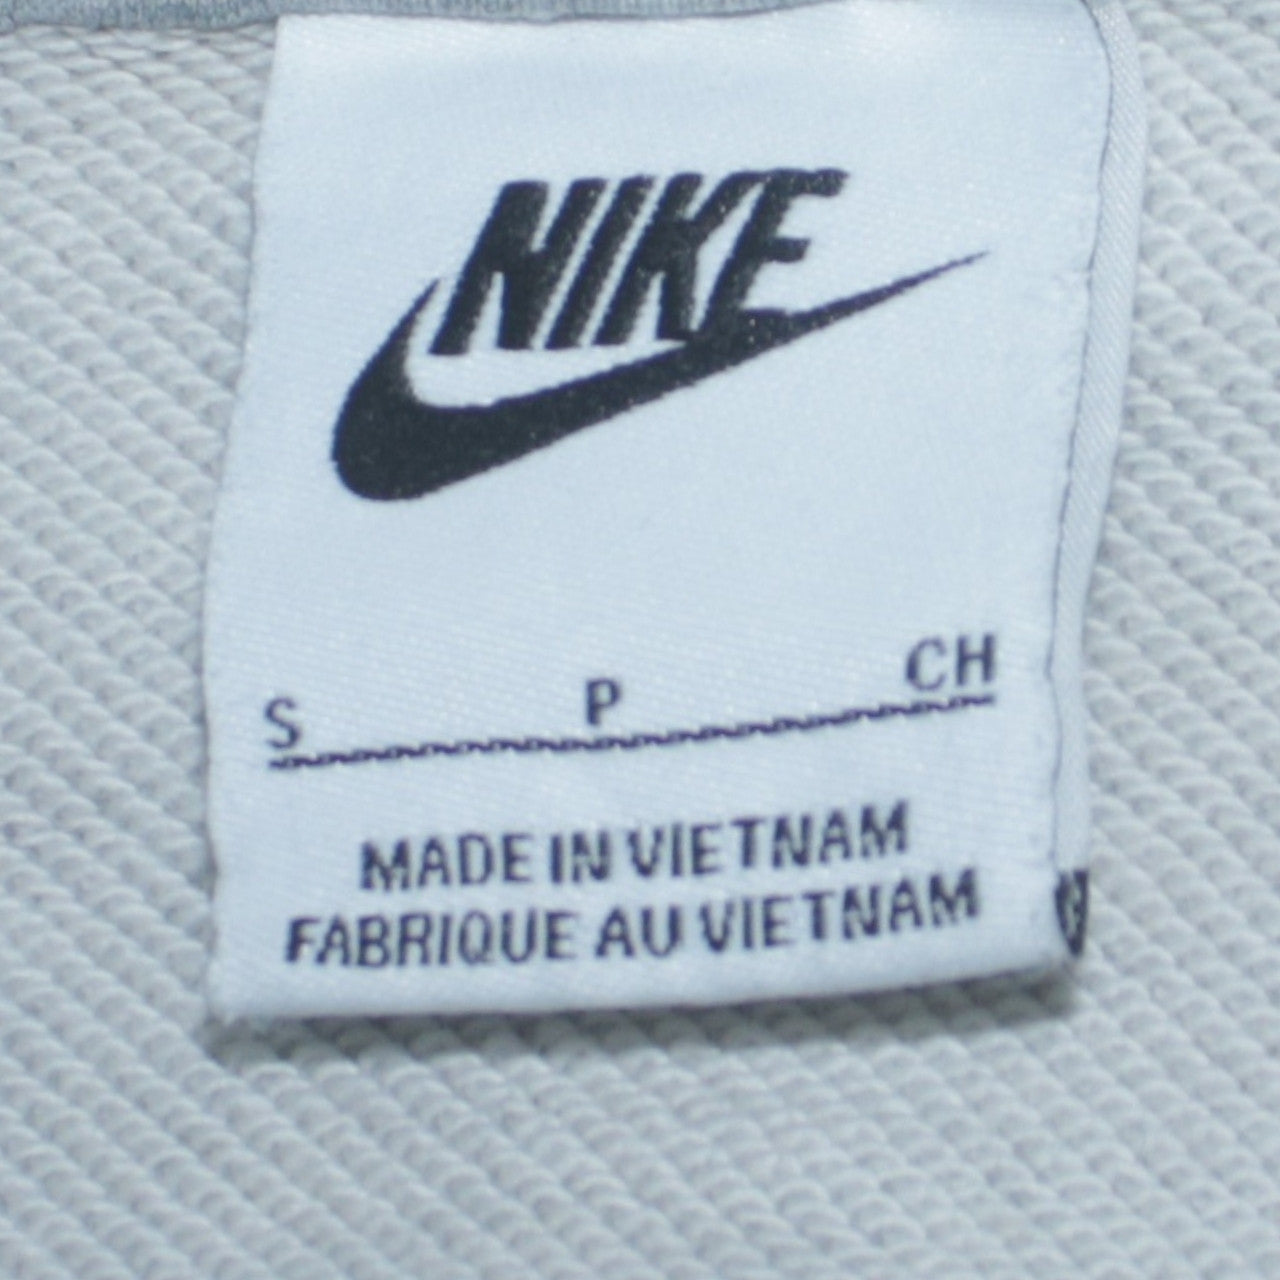 NIKE
S P CH
MADE IN VIETNAM
FABRIQUE AU VIETNAM